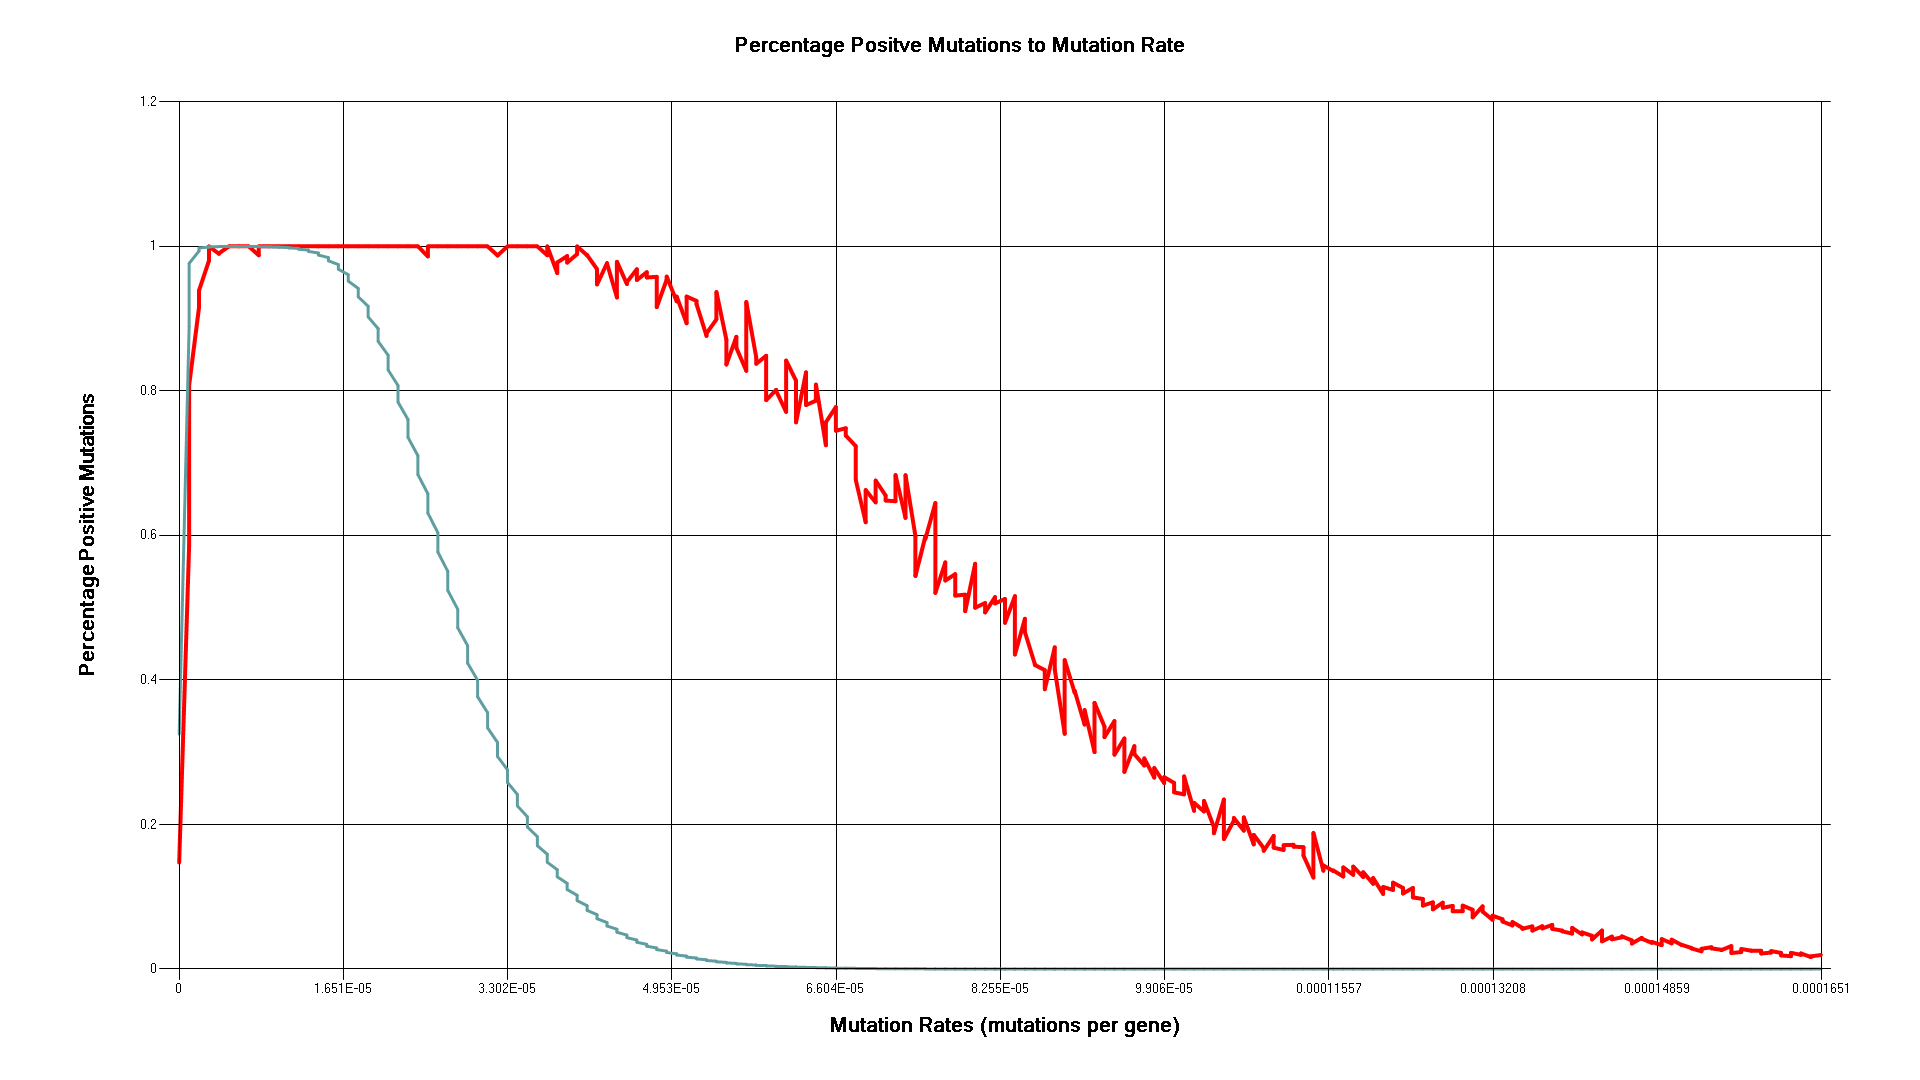 Percentage Positve Mutations to Mutation Rate
1.2
1
0.8
0.6
0.4
0.2
0
Percentage Positive Mutations
0 1.651E-05 3.302E-05 4.953E-05 6.604E-05 8.255E-05 9.906E-05 0.00011557 0.00013208 0.00014859 0.0001651
Mutation Rates (mutations per gene)